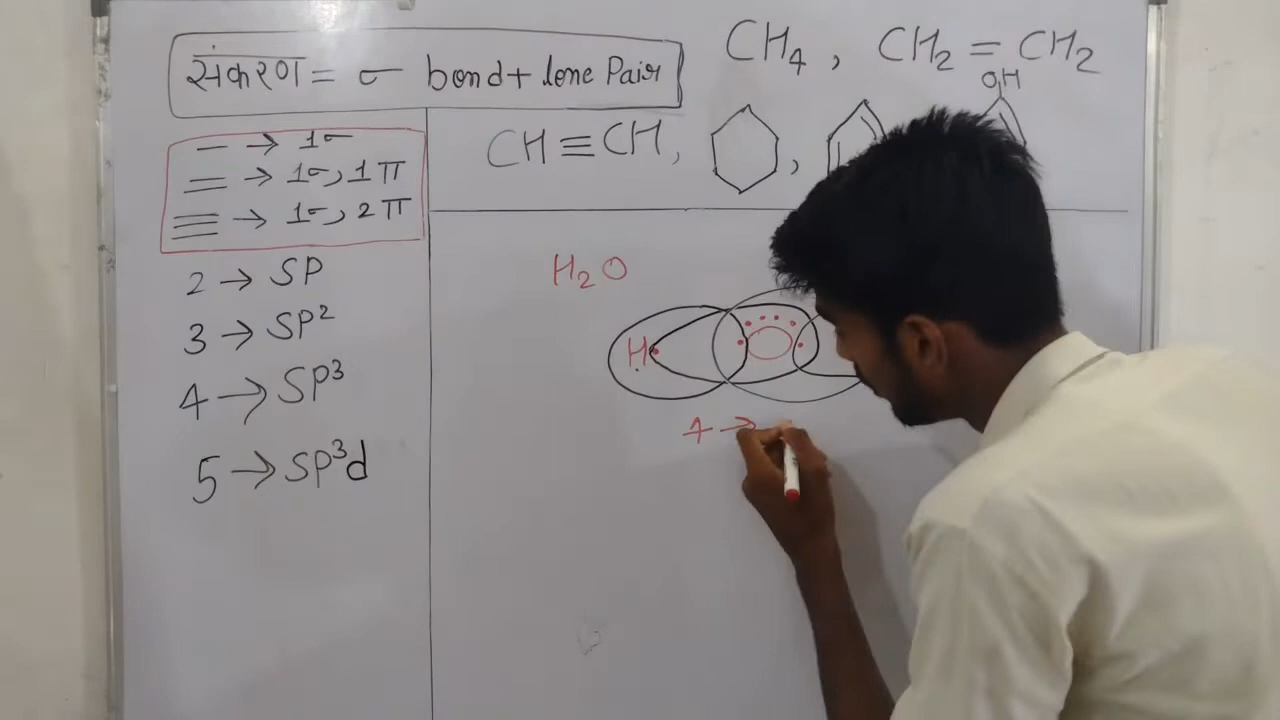 संकरण = σ bond + lone Pair
CH4 , CH2 = CH2
CH ≡ CH, ,
OH
— → 1σ
= → 1σ, 1π
≡ → 1σ, 2π
2 → SP
3 → SP²
4 → SP³
5 → SP³d
H2O
H
4 →